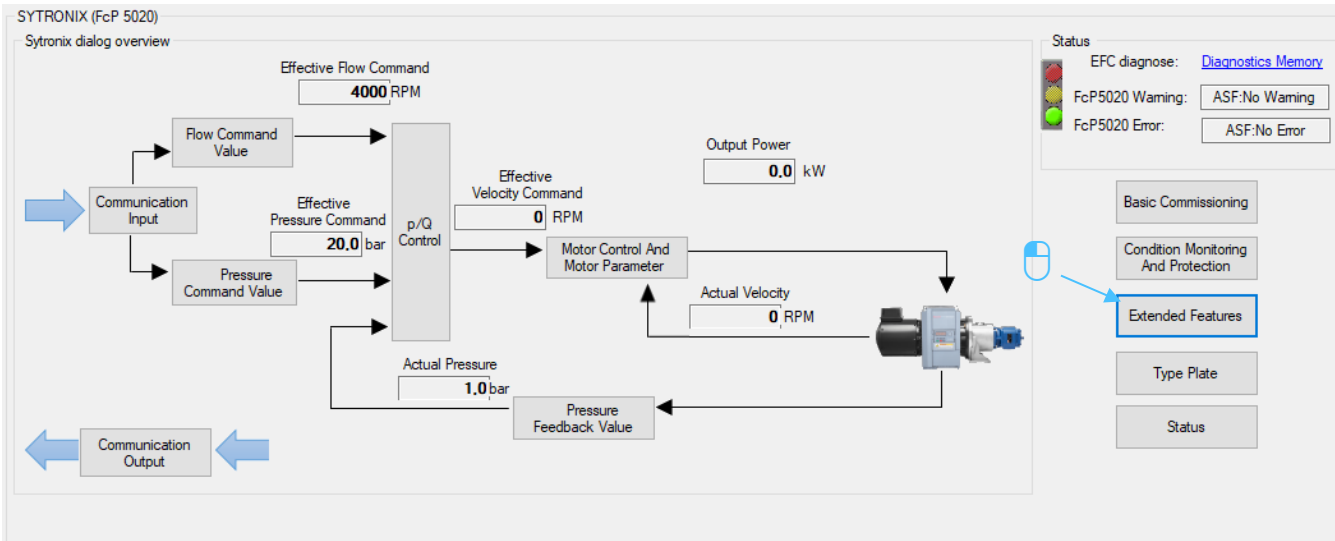 SYTRONIX (FcP 5020)
Sytronix dialog overview
Effective Flow Command
4000 RPM
Flow Command
Value
Communication
Input
Effective
Pressure Command
20.0 bar
Pressure
Command Value
p/Q
Control
Effective
Velocity Command
0 RPM
Output Power
0.0 kW
Motor Control And
Motor Parameter
Actual Velocity
0 RPM
Actual Pressure
1.0 bar
Pressure
Feedback Value
Communication
Output
Status
EFC diagnose: Diagnostics Memory
FcP5020 Warning: ASF:No Warning
FcP5020 Error: ASF:No Error
Basic Commissioning
Condition Monitoring
And Protection
Extended Features
Type Plate
Status